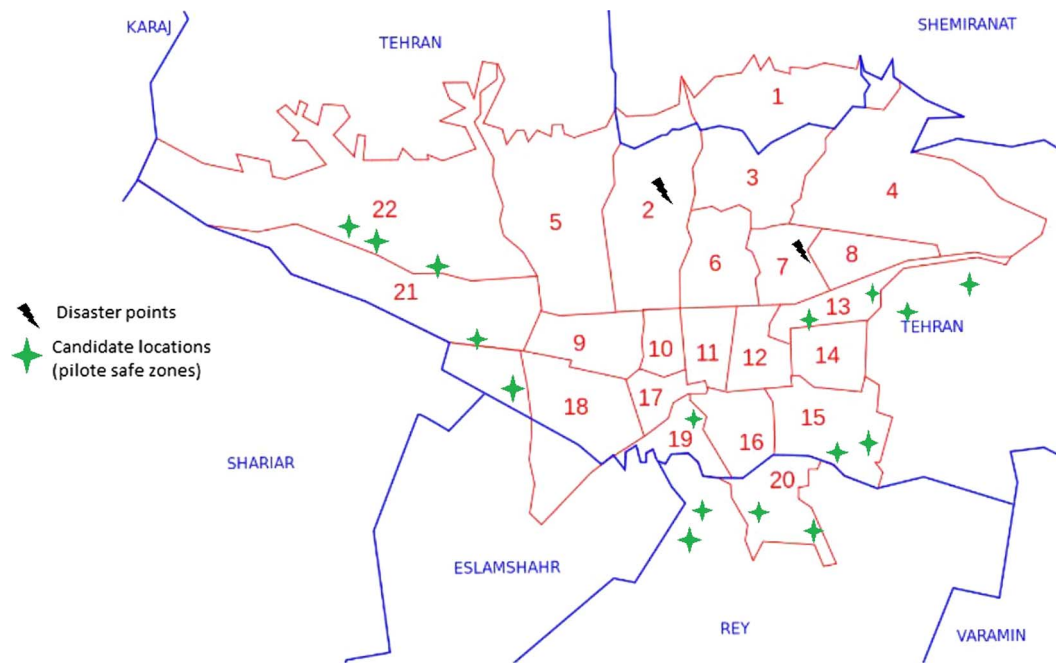 KARAJ
SHEMIRANAT
TEHRAN
1
3
4
22
2
5
8
6
7
21
13
Disaster points
TEHRAN
9
10
11
12
14
Candidate locations
(pilote safe zones)
17
18
15
19
16
SHARIAR
20
ESLAMSHAHR
REY
VARAMIN